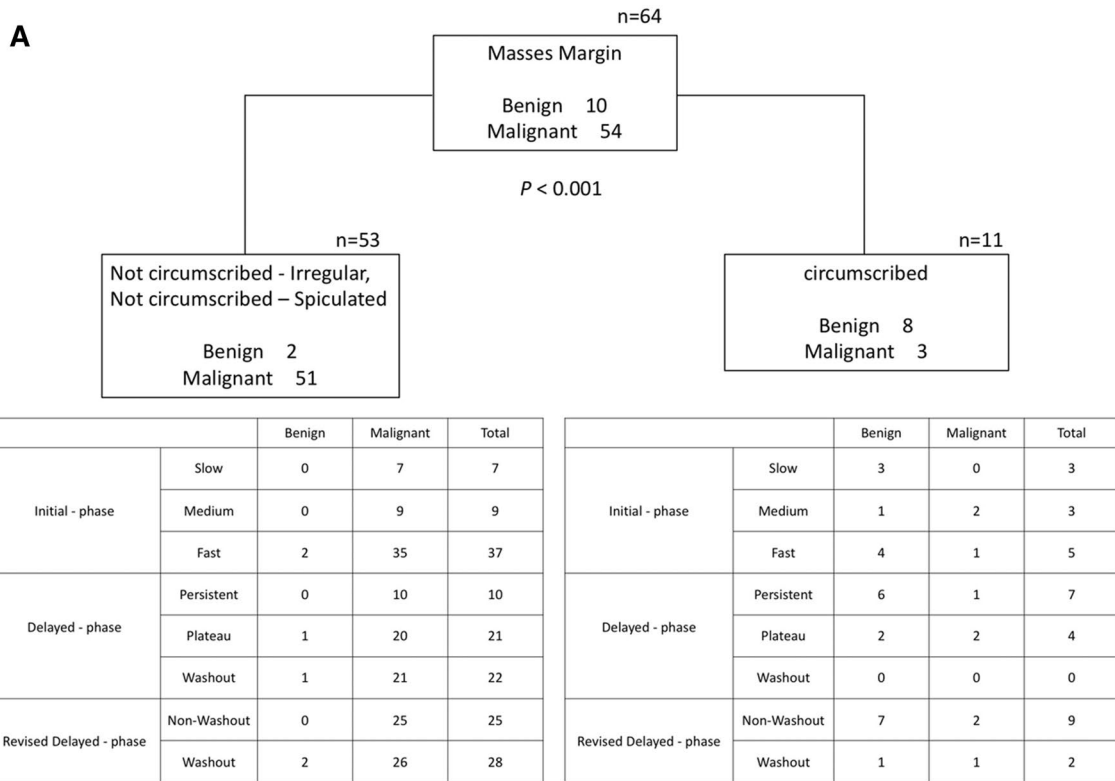 A
n=64
Masses Margin
Benign 10
Malignant 54
P < 0.001
n=53
Not circumscribed - Irregular,
Not circumscribed – Spiculated
Benign 2
Malignant 51
n=11
circumscribed
Benign 8
Malignant 3
Benign Malignant Total
Initial - phase
Slow 0 7 7
Medium 0 9 9
Fast 2 35 37
Delayed - phase
Persistent 0 10 10
Plateau 1 20 21
Washout 1 21 22
Revised Delayed - phase
Non-Washout 0 25 25
Washout 2 26 28
Benign Malignant Total
Initial - phase
Slow 3 0 3
Medium 1 2 3
Fast 4 1 5
Delayed - phase
Persistent 6 1 7
Plateau 2 2 4
Washout 0 0 0
Revised Delayed - phase
Non-Washout 7 2 9
Washout 1 1 2